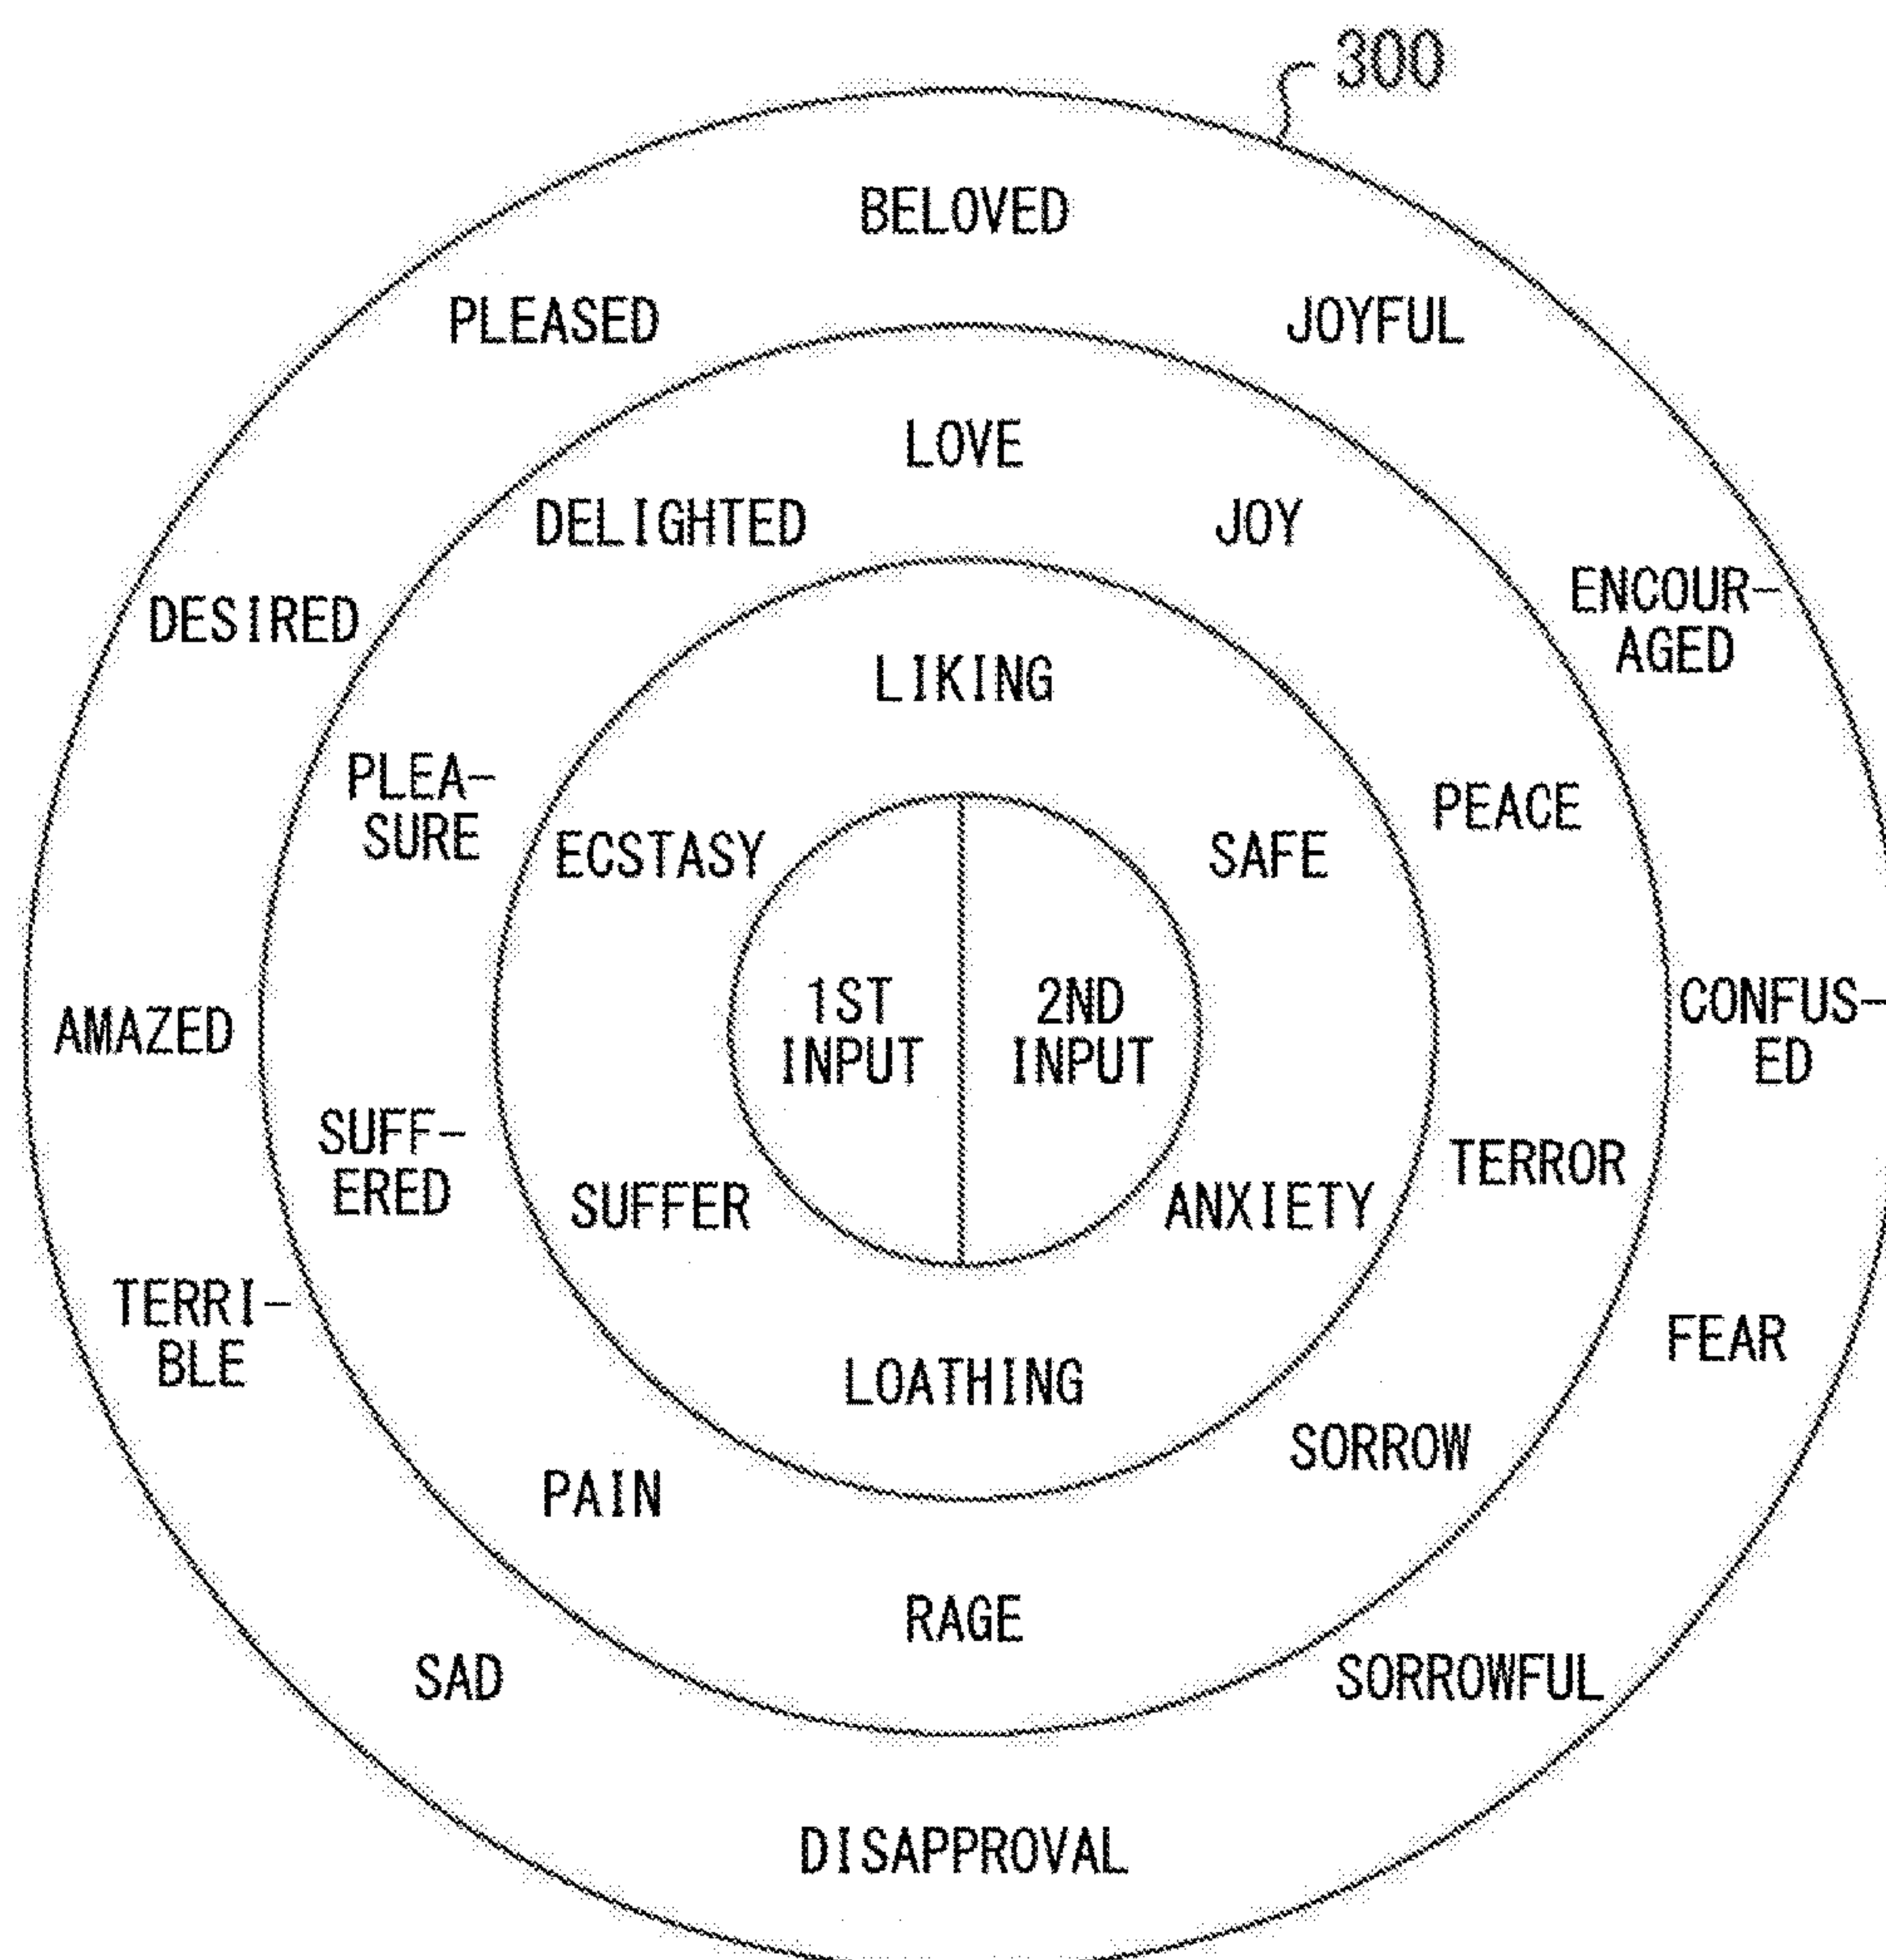 300
BELOVED
PLEASED
JOYFUL
LOVE
DELIGHTED
JOY
DESIRED
ENCOUR-
AGED
LIKING
PLEA-
SURE
PEACE
ECSTASY
SAFE
1ST
INPUT
2ND
INPUT
AMAZED
CONFUS-
ED
SUFF-
ERED
TERROR
SUFFER
ANXIETY
TERRI-
BLE
FEAR
LOATHING
SORROW
PAIN
RAGE
SAD
SORROWFUL
DISAPPROVAL